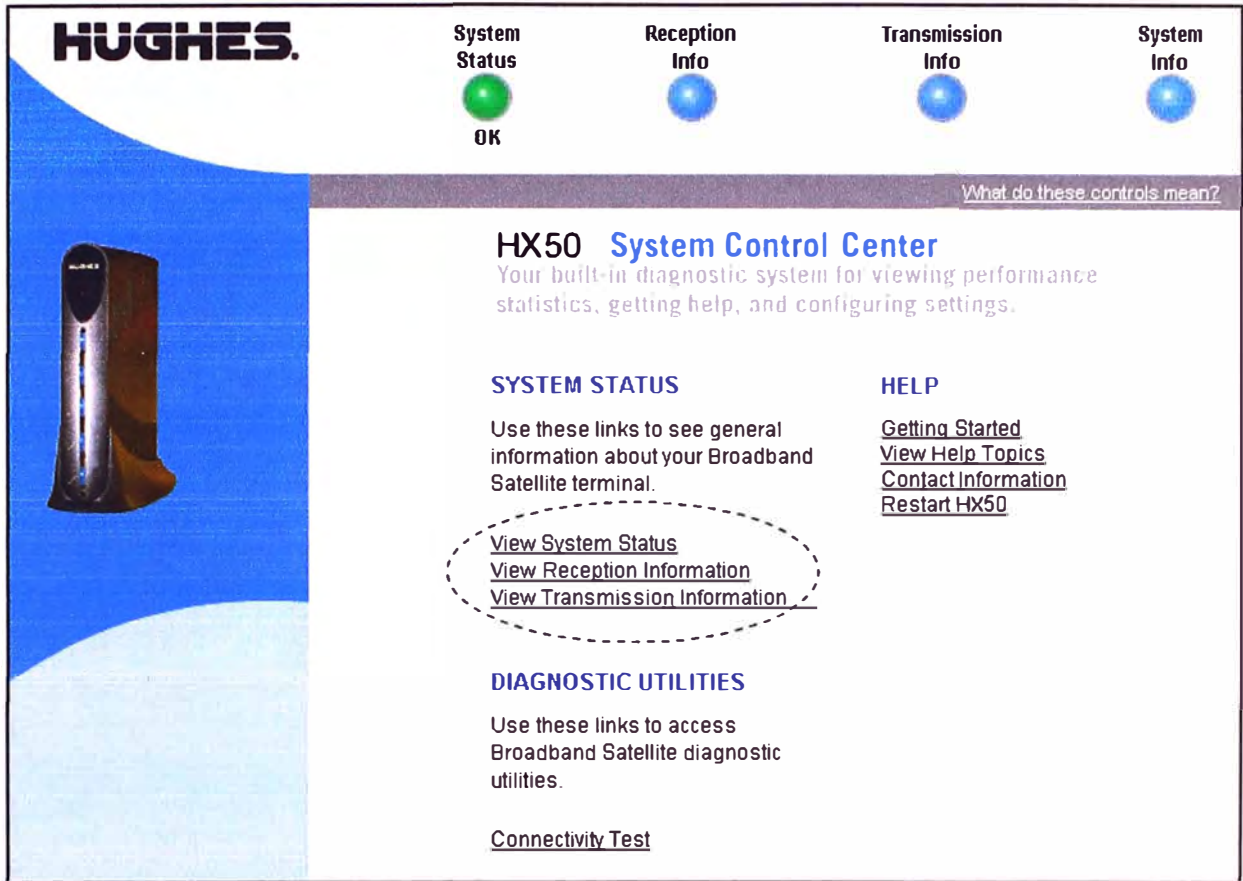 HUGHES.
System Status
OK
Reception Info
Transmission Info
System Info
What do these controls mean?
HX50 System Control Center
Your built-in diagnostic system for viewing performance
statistics, getting help, and configuring settings.
SYSTEM STATUS
Use these links to see general
information about your Broadband
Satellite terminal.
View System Status
View Reception Information
View Transmission Information
HELP
Getting Started
View Help Topics
Contact Information
Restart HX50
DIAGNOSTIC UTILITIES
Use these links to access
Broadband Satellite diagnostic
utilities.
Connectivity Test
HUGHES